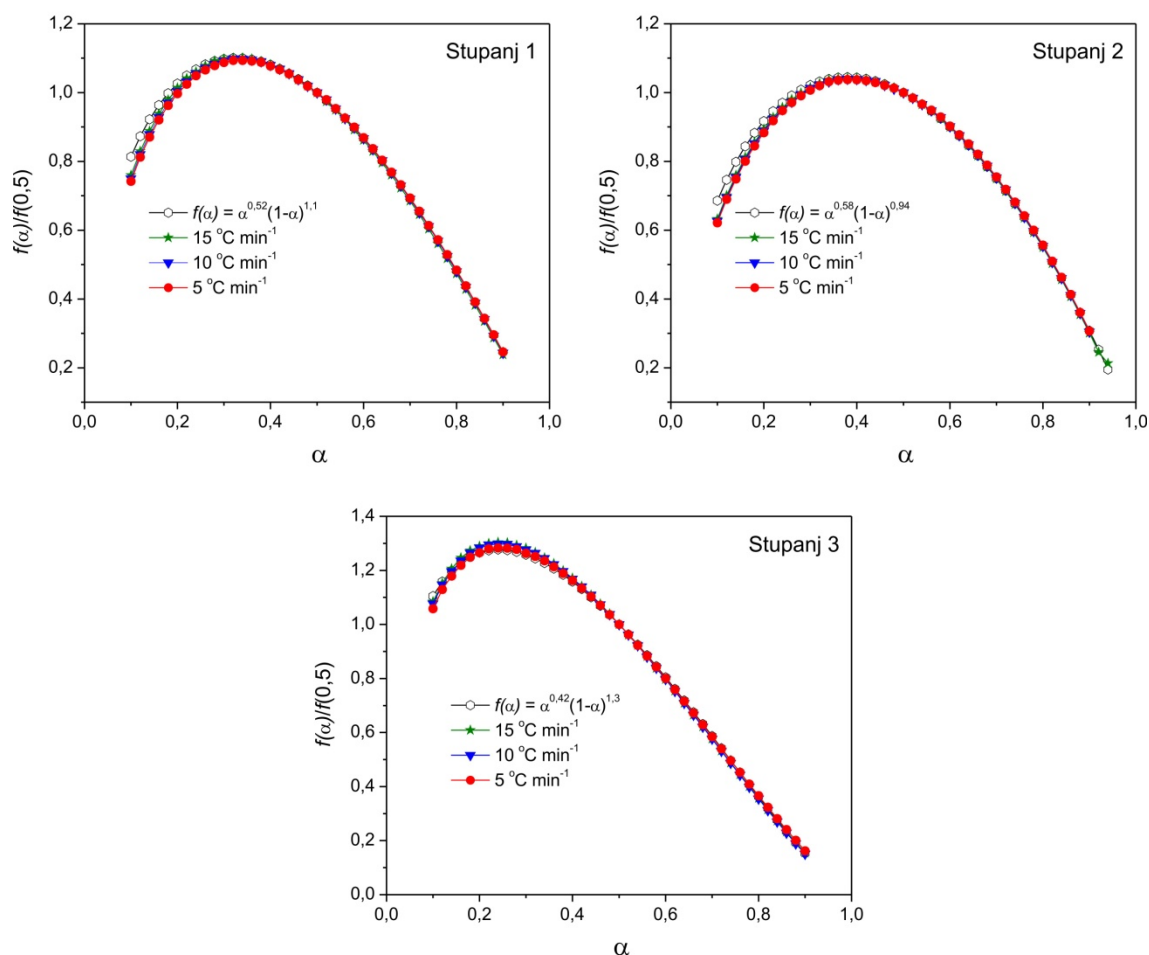 Stupanj 1
1,2
1,0
0,8
0,6
0,4
0,2
f(α)/f(0,5)
f(α) = α^0,52(1-α)^1,1
15 °C min^-1
10 °C min^-1
5 °C min^-1
0,0 0,2 0,4 0,6 0,8 1,0
α
Stupanj 2
1,2
1,0
0,8
0,6
0,4
0,2
f(α)/f(0,5)
f(α) = α^0,58(1-α)^0,94
15 °C min^-1
10 °C min^-1
5 °C min^-1
0,0 0,2 0,4 0,6 0,8 1,0
α
Stupanj 3
1,4
1,2
1,0
0,8
0,6
0,4
0,2
0,0
f(α)/f(0,5)
f(α) = α^0,42(1-α)^1,3
15 °C min^-1
10 °C min^-1
5 °C min^-1
0,0 0,2 0,4 0,6 0,8 1,0
α